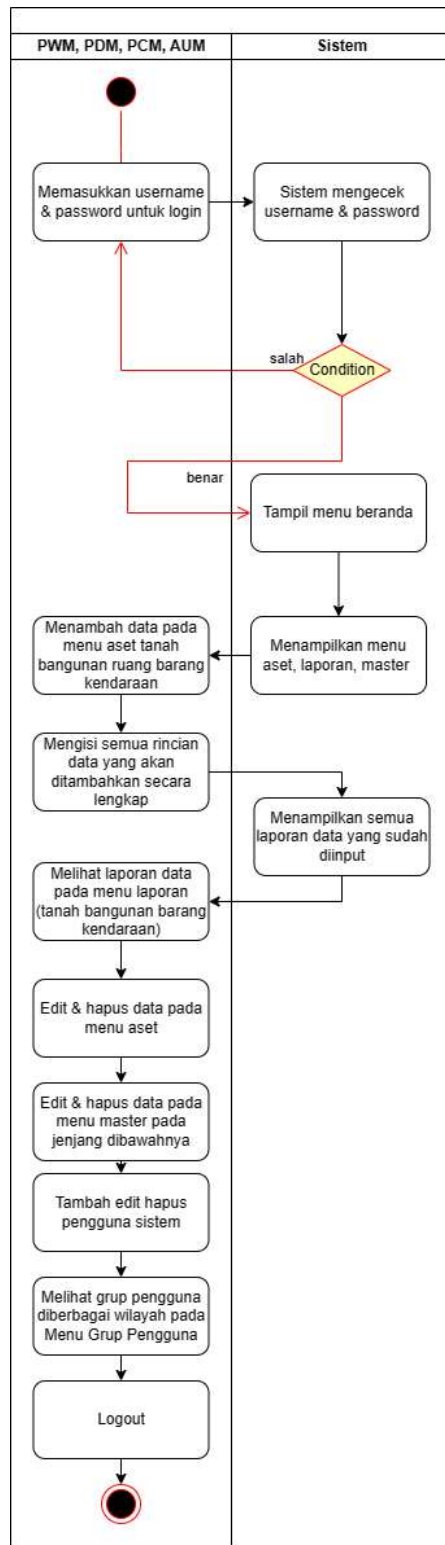 PWM, PDM, PCM, AUM
Sistem
Memasukkan username
& password untuk login
Sistem mengecek
username & password
salah
Condition
benar
Tampil menu beranda
Menampilkan menu
aset, laporan, master
Menambah data pada
menu aset tanah
bangunan ruang barang
kendaraan
Mengisi semua rincian
data yang akan
ditambahkan secara
lengkap
Menampilkan semua
laporan data yang sudah
diinput
Melihat laporan data
pada menu laporan
(tanah bangunan barang
kendaraan)
Edit & hapus data pada
menu aset
Edit & hapus data pada
menu master pada
jenjang dibawahnya
Tambah edit hapus
pengguna sistem
Melihat grup pengguna
diberbagai wilayah pada
Menu Grup Pengguna
Logout